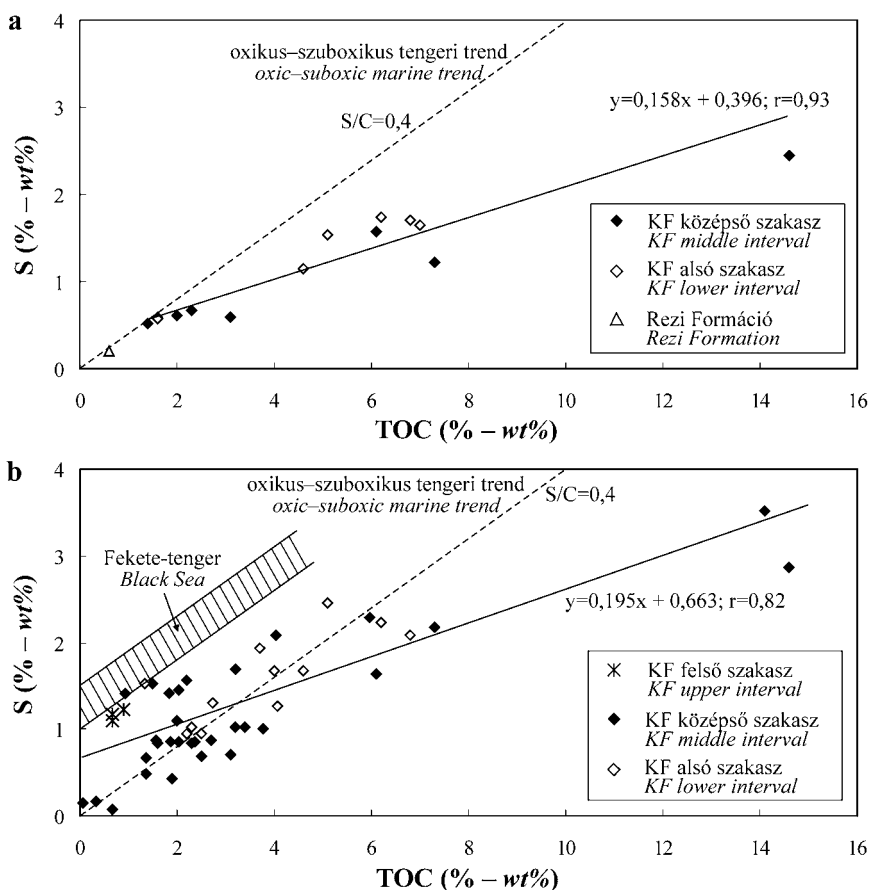 a
4
3
2
1
0
S (% – wt%)
oxikus–szuboxikus tengeri trend
oxic–suboxic marine trend
S/C=0,4
y=0,158x + 0,396; r=0,93
KF középső szakasz
KF middle interval
KF alsó szakasz
KF lower interval
Rezi Formáció
Rezi Formation
0 2 4 6 8 10 12 14 16
TOC (% – wt%)
b
4
3
2
1
0
S (% – wt%)
oxikus–szuboxikus tengeri trend
oxic–suboxic marine trend
S/C=0,4
Fekete-tenger
Black Sea
y=0,195x + 0,663; r=0,82
KF felső szakasz
KF upper interval
KF középső szakasz
KF middle interval
KF alsó szakasz
KF lower interval
0 2 4 6 8 10 12 14 16
TOC (% – wt%)